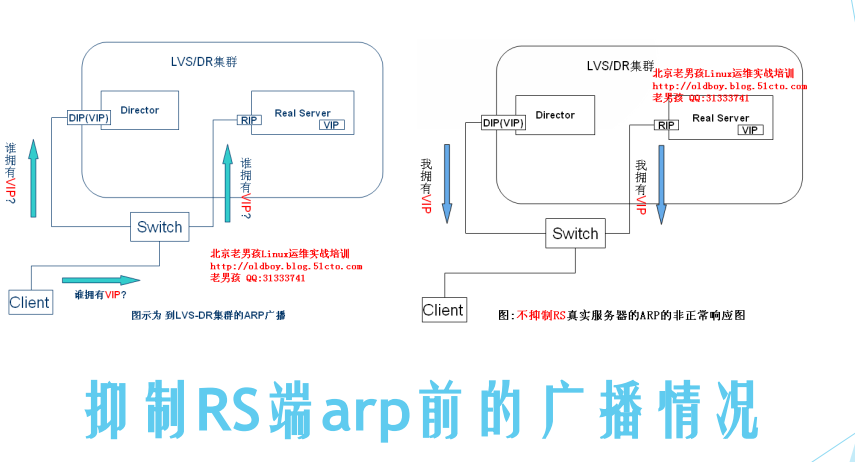 LVS/DR集群
Director
DIP(VIP)
Real Server
RIP
VIP
谁拥有VIP?
谁拥有VIP?
Switch
北京老男孩Linux运维实战培训
http://oldboy.blog.51cto.com
老男孩 QQ:31333741
Client
谁拥有VIP?
图示为 到LVS-DR集群的ARP广播
LVS/DR集群
北京老男孩Linux运维实战培训
http://oldboy.blog.51cto.com
老男孩 QQ:31333741
Director
DIP(VIP)
Real Server
RIP
VIP
我拥有VIP
我拥有VIP
Switch
Client
图:不抑制RS真实服务器的ARP的非正常响应图
抑制RS端arp前的广播情况